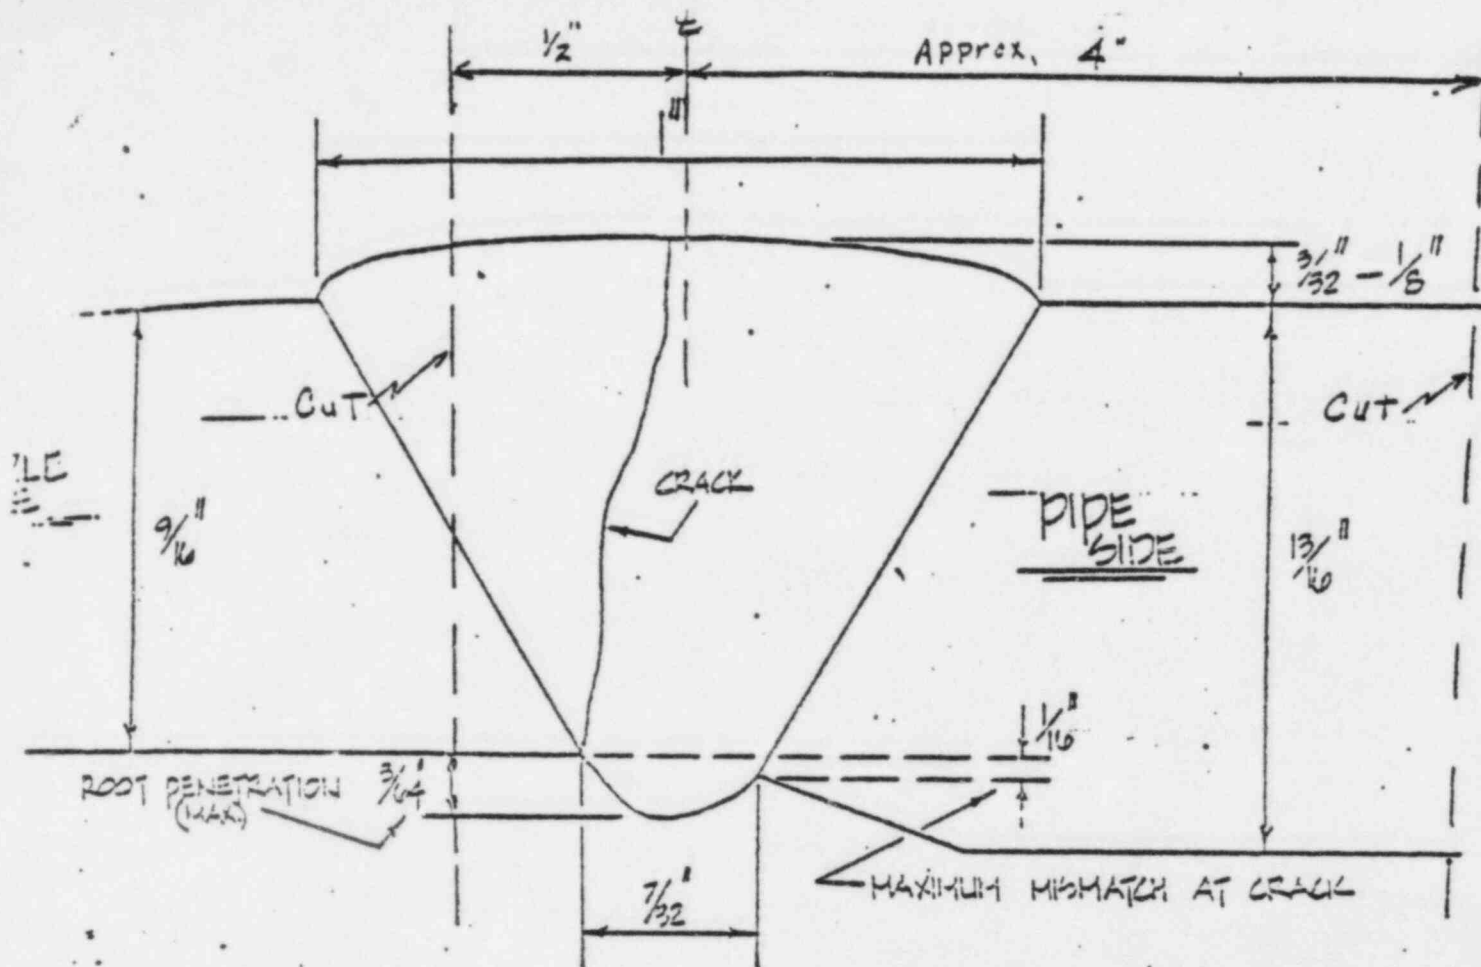 1/2"
℄
Approx. 4"
1"
3/32" - 1/8"
CUT
CUT
LE
CRACK
PIPE
SIDE
9/16"
13/16"
1/16"
ROOT PENETRATION
(MAX.)
3/64"
MAXIMUM MISMATCH AT CRACK
7/32"